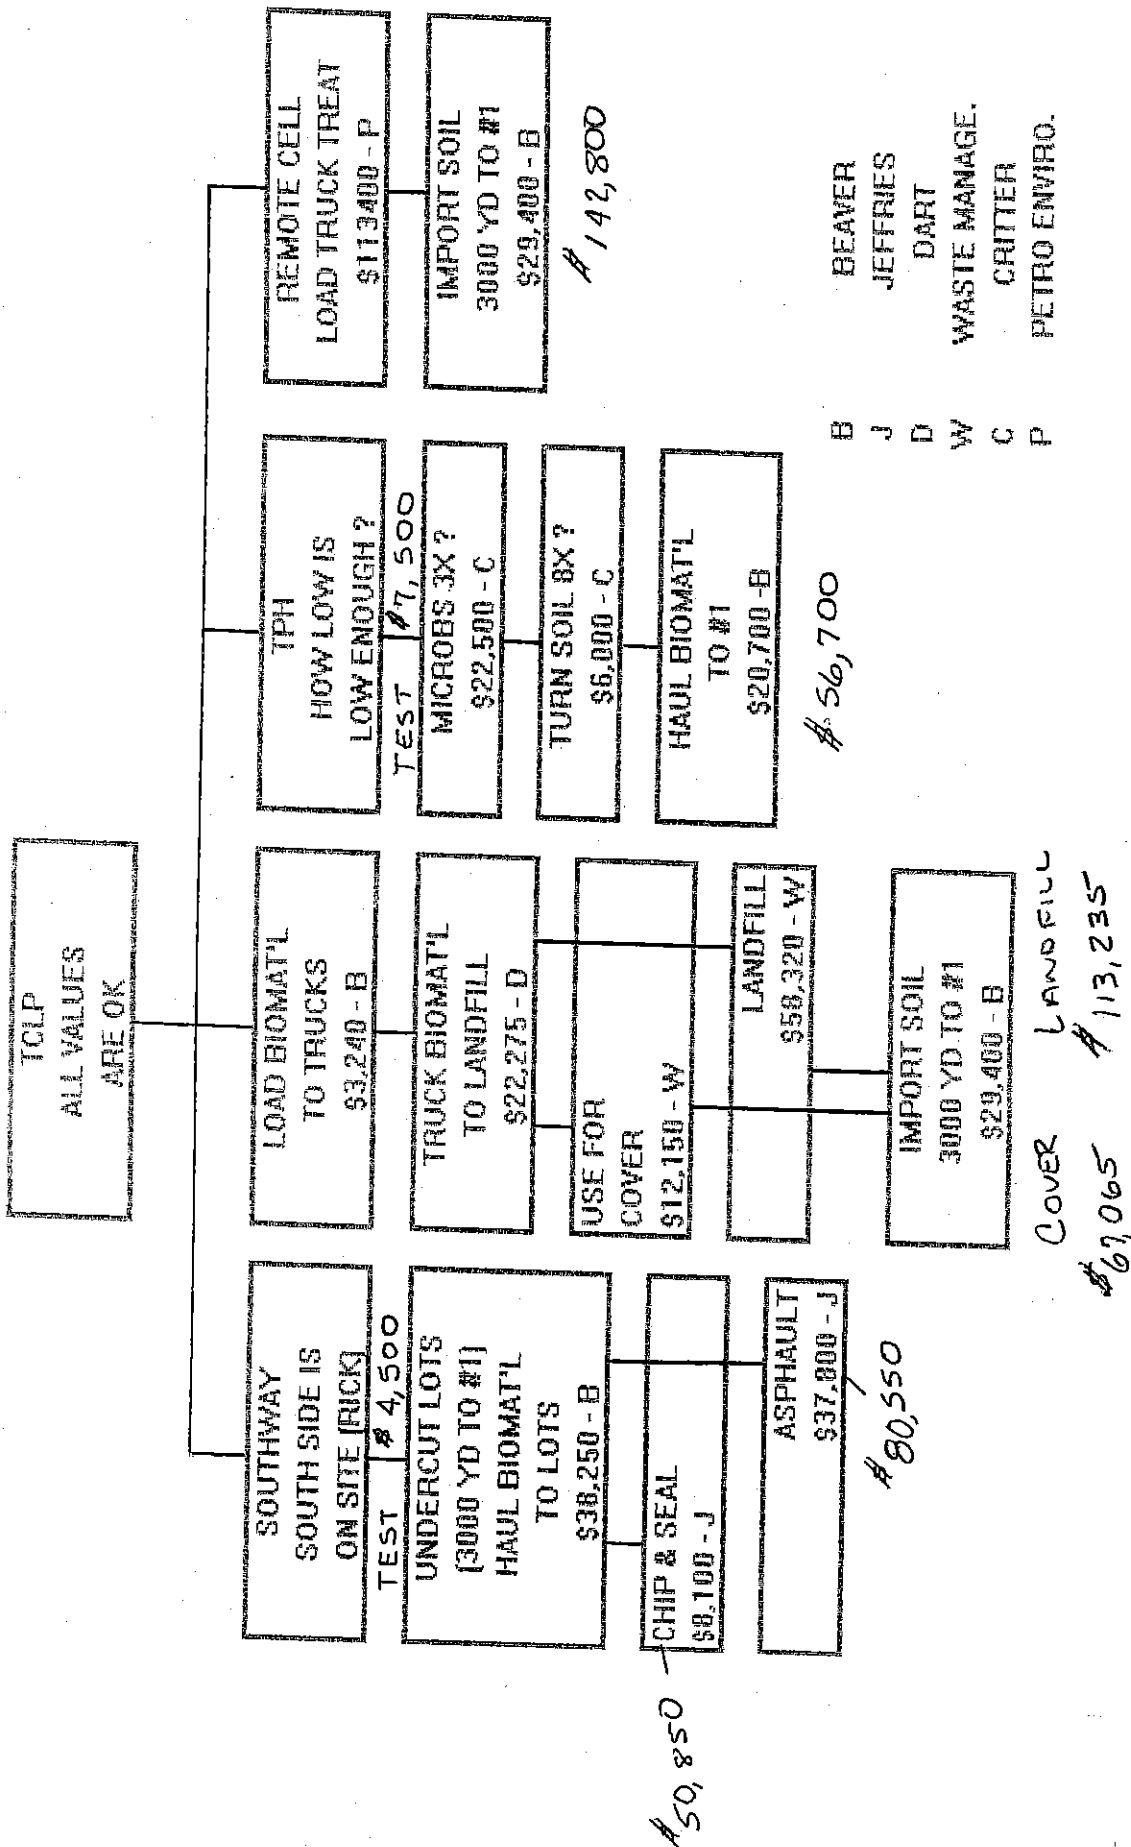 TCLP
ALL VALUES
ARE OK
SOUTHWAY
SOUTH SIDE IS
ON SITE (RICK)
TEST $4,500
UNDERCUT LOTS
(3000 YD TO #1)
HAUL BIOMAT'L
TO LOTS
$38,250 - B
CHIP & SEAL
$8,100 - J
$50,850
ASPHAULT
$37,800 - J
$80,550
LOAD BIOMAT'L
TO TRUCKS
$3,240 - B
TRUCK BIOMAT'L
TO LANDFILL
$22,275 - D
USE FOR
COVER
$12,150 - W
LANDFILL
$58,320 - W
IMPORT SOIL
3000 YD TO #1
$29,400 - B
COVER LANDFILL
$67,065 $113,235
TPH
HOW LOW IS
LOW ENOUGH ?
TEST $7,500
MICROBS 3X ?
$22,500 - C
TURN SOIL 8X ?
$6,000 - C
HAUL BIOMAT'L
TO #1
$20,700 -B
$56,700
REMOTE CELL
LOAD TRUCK TREAT
$113400 - P
IMPORT SOIL
3000 YD TO #1
$29,400 - B
$142,800
B BEAVER
J JEFFRIES
D DART
W WASTE MANAGE.
C CRITTER
P PETRO ENVIRO.